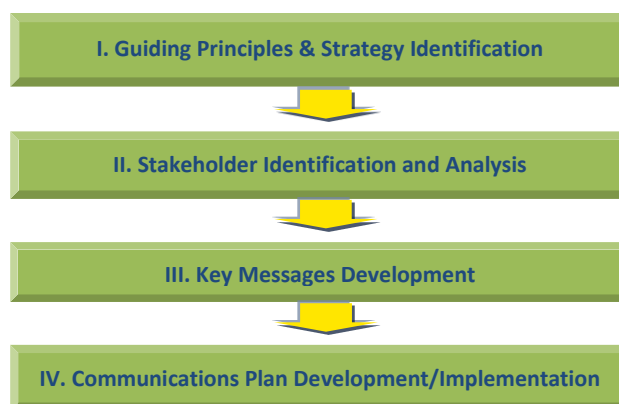 I. Guiding Principles & Strategy Identification
II. Stakeholder Identification and Analysis
III. Key Messages Development
IV. Communications Plan Development/Implementation